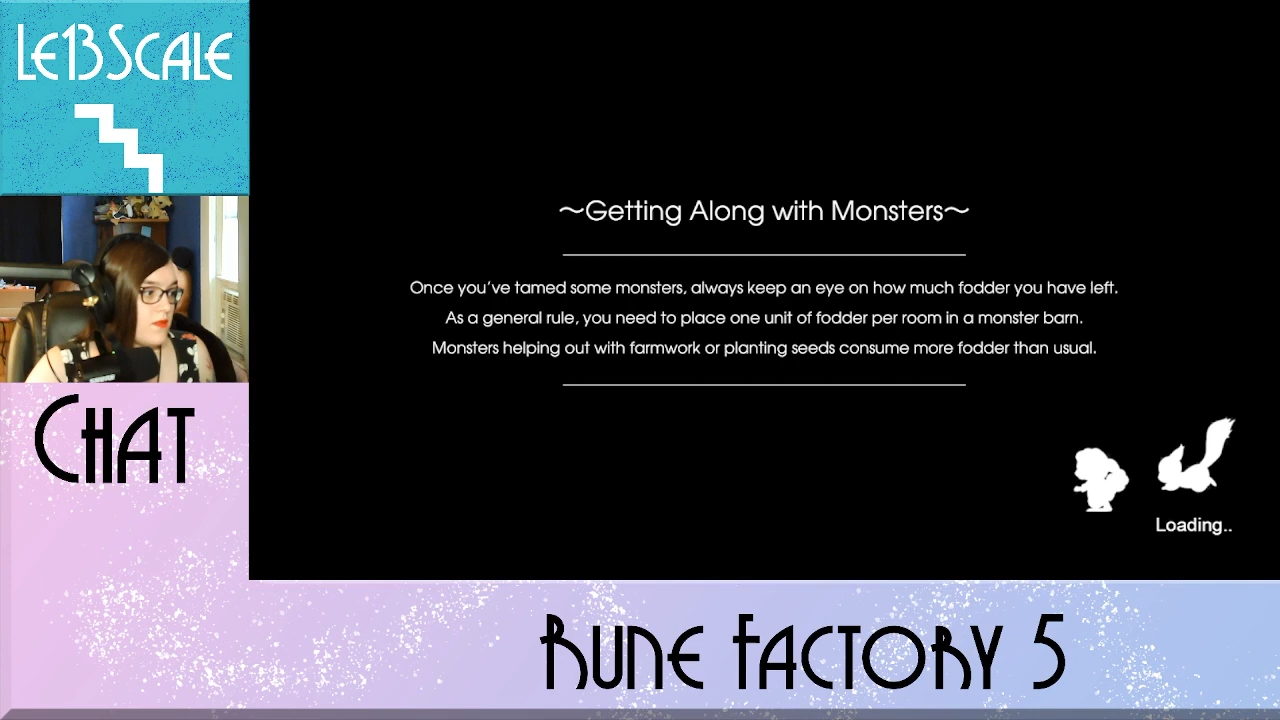 Le13Scale
Chat
~Getting Along with Monsters~
Once you've tamed some monsters, always keep an eye on how much fodder you have left.
As a general rule, you need to place one unit of fodder per room in a monster barn.
Monsters helping out with farmwork or planting seeds consume more fodder than usual.
Loading..
Rune Factory 5